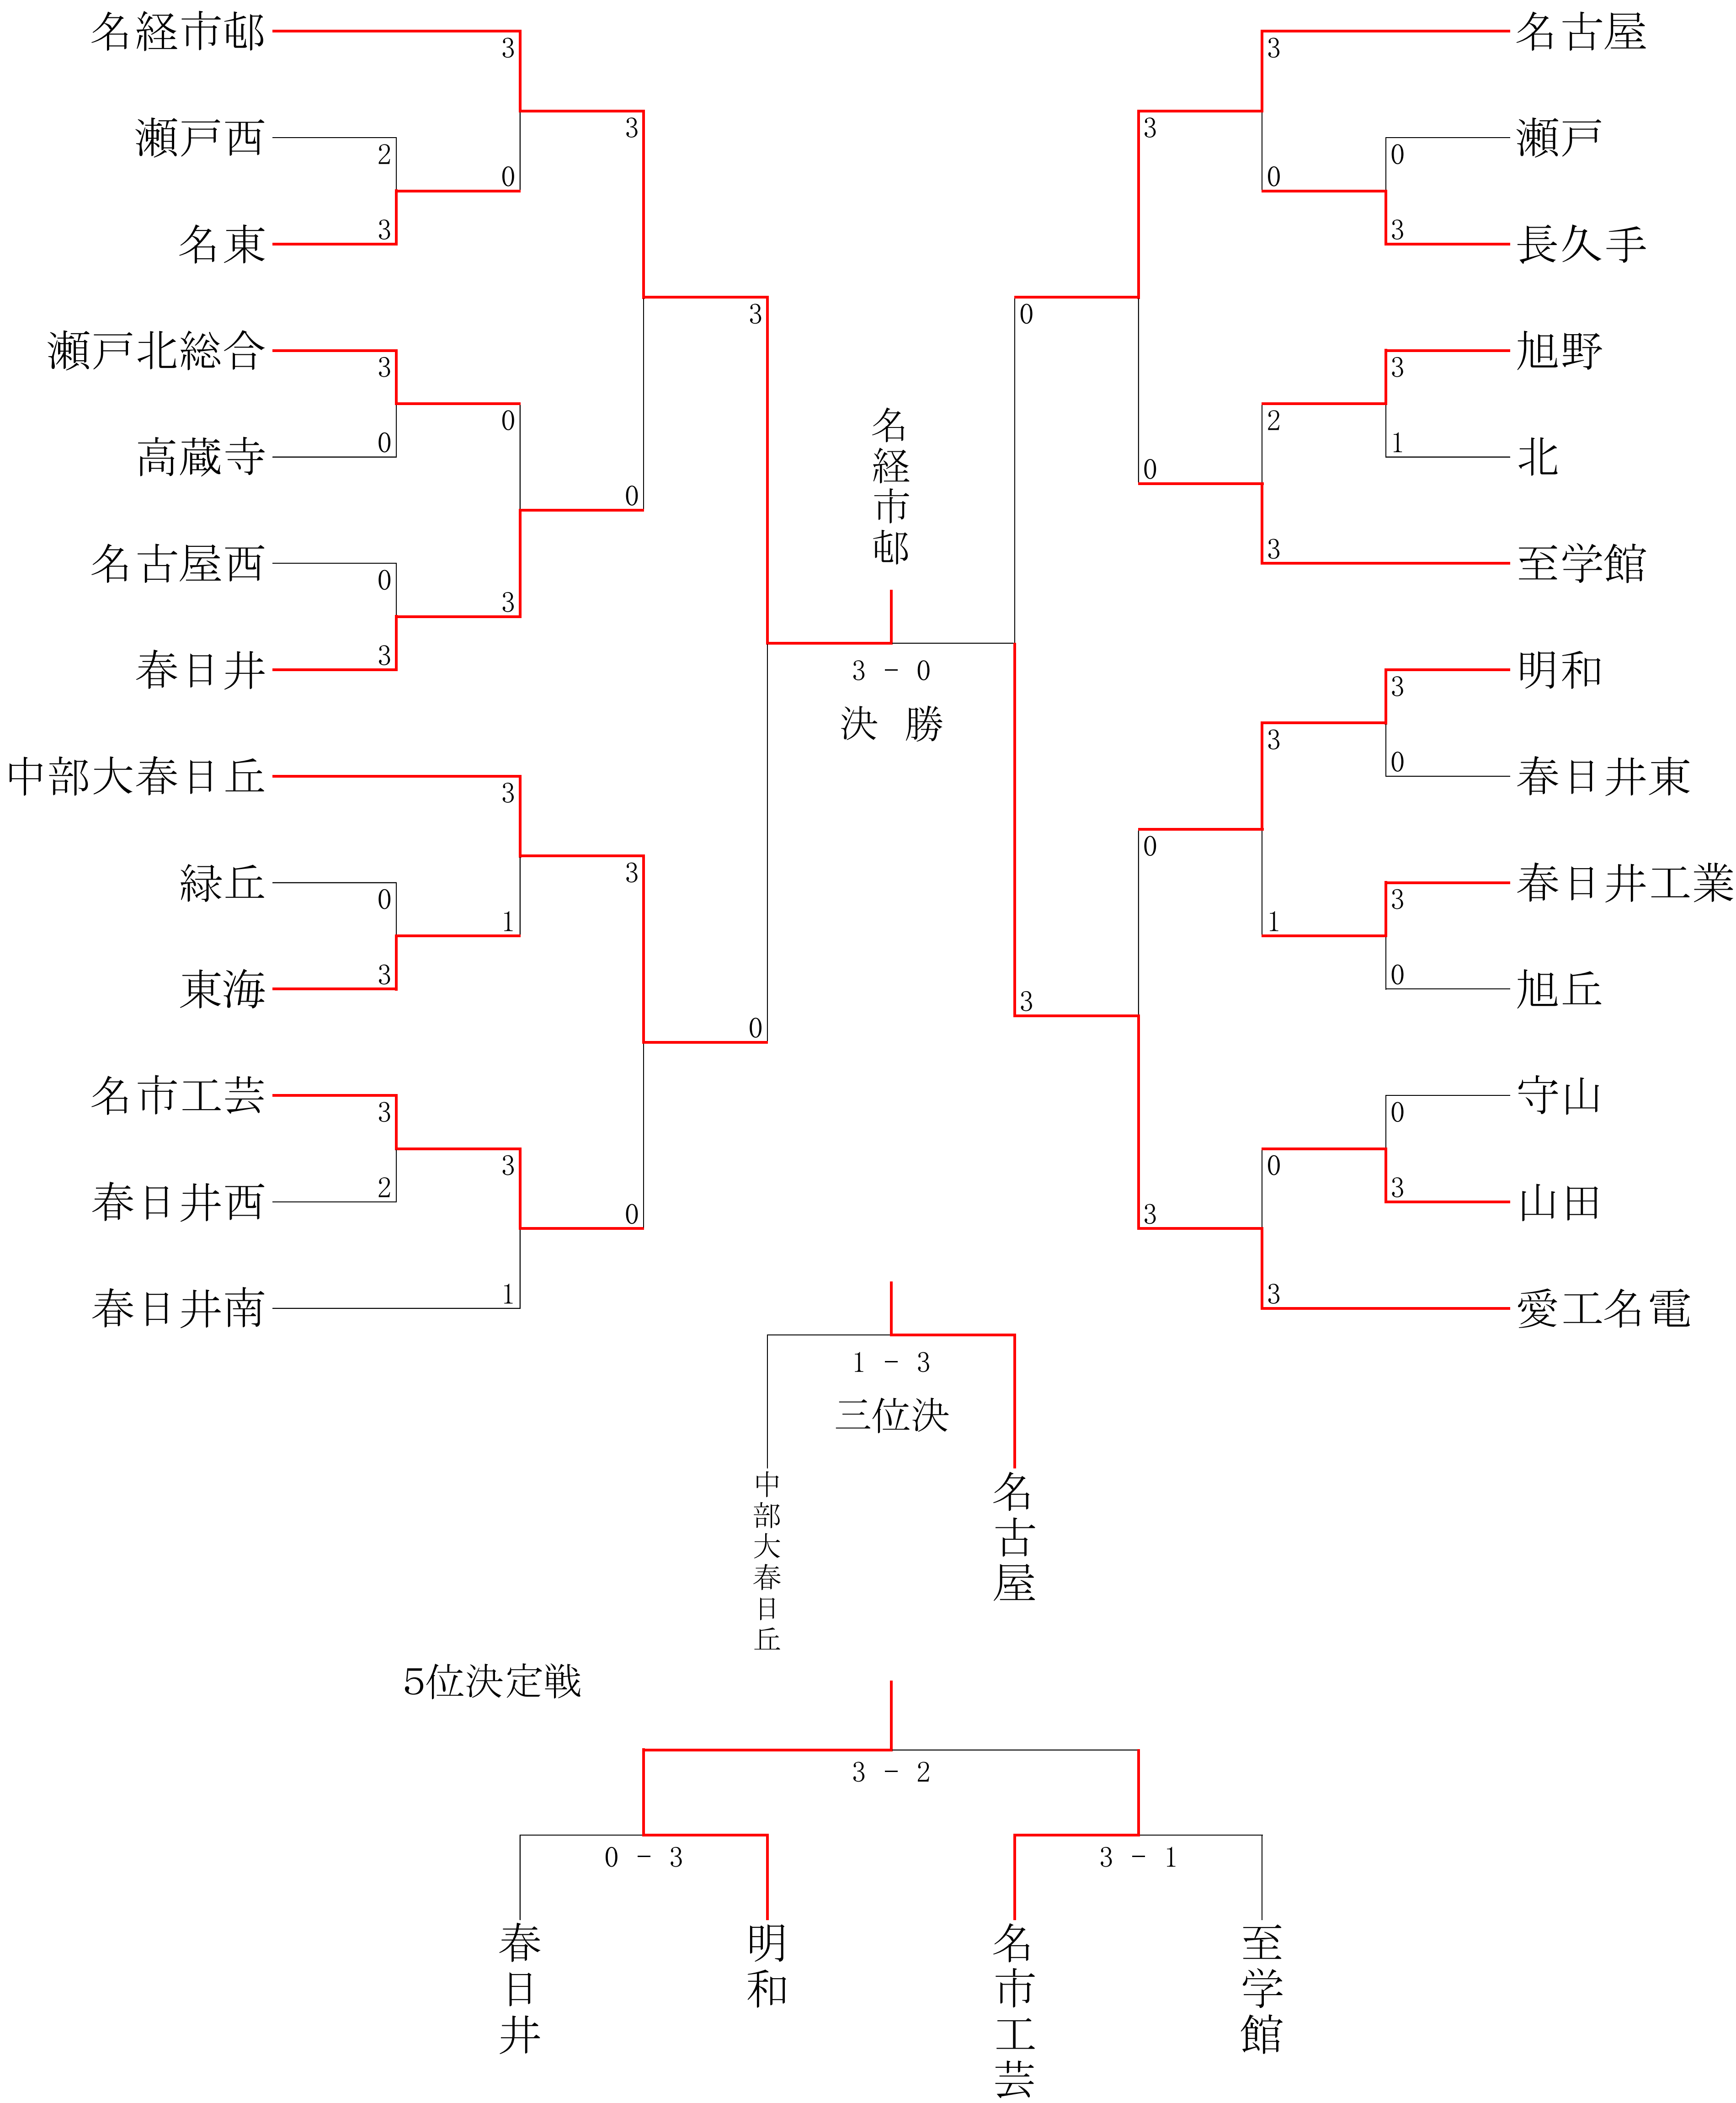 名経市邨
3
瀬戸西
2
0
名東
3
3
瀬戸北総合
3
0
高蔵寺
0
0
名古屋西
0
3
春日井
3
3
中部大春日丘
3
3
緑丘
0
1
東海
3
0
名市工芸
3
3
春日井西
2
0
春日井南
1
名経市邨
3 - 0
決 勝
名古屋
3
3
瀬戸
0
0
長久手
3
0
旭野
3
2
北
1
0
至学館
3
明和
3
3
春日井東
0
0
春日井工業
3
1
旭丘
0
3
守山
0
0
山田
3
3
愛工名電
3
1 - 3
三位決
中部大春日丘
名古屋
5位決定戦
3 - 2
0 - 3
3 - 1
春日井
明和
名市工芸
至学館